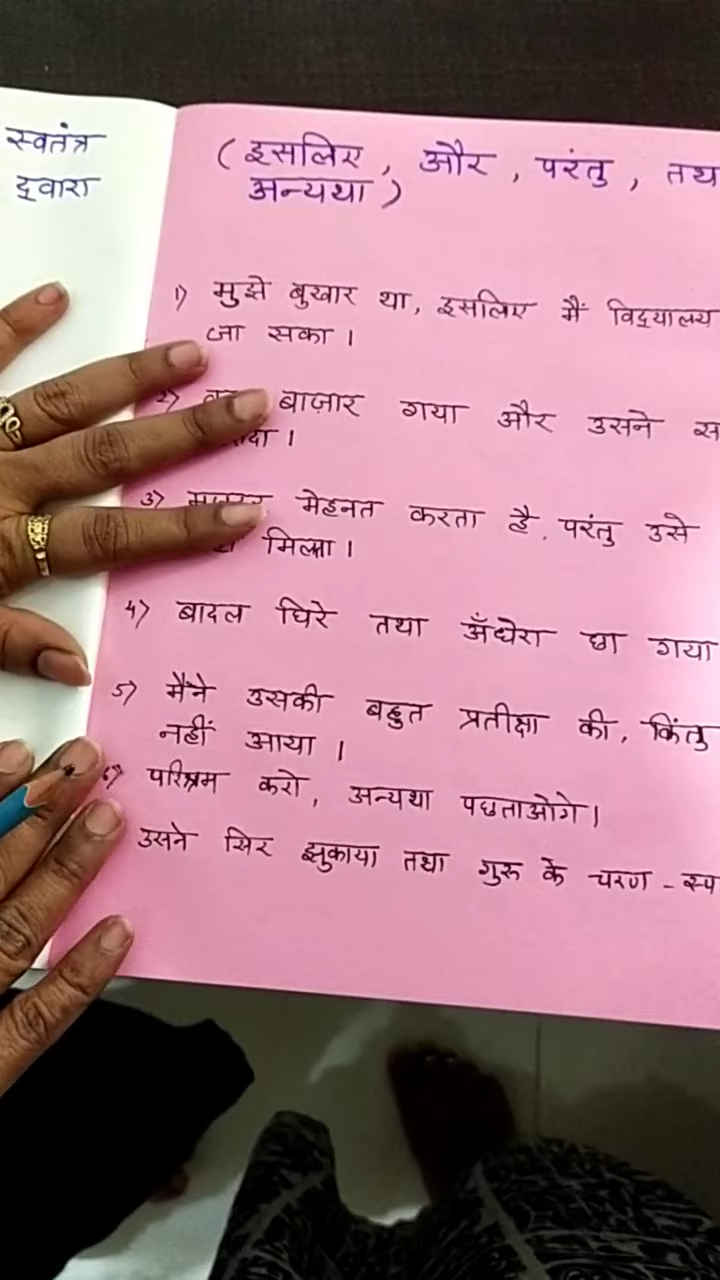 स्वतंत्र
द्वारा
(इसलिए, और, परंतु, तथ
अन्यथा)
1) मुझे बुखार था, इसलिए मैं विद्यालय
जा सका।
2) बाज़ार गया और उसने स
3) मेहनत करता है, परंतु उसे
मिला।
4) बादल घिरे तथा अँधेरा छा गया
5) मैंने उसकी बहुत प्रतीक्षा की, किंतु
नहीं आया।
6) परिश्रम करो, अन्यथा पछताओगे।
उसने सिर झुकाया तथा गुरु के चरण-स्प